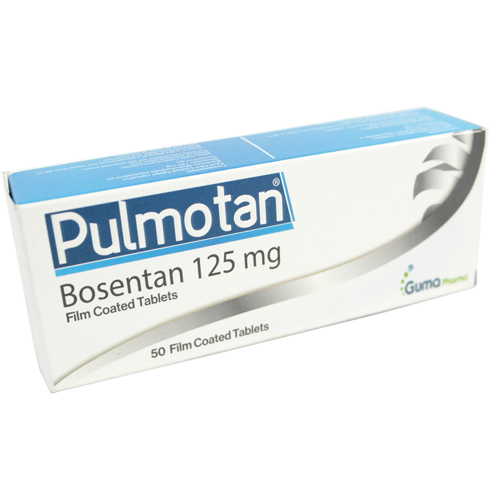 Pulmotan®
Bosentan 125 mg
Film Coated Tablets
50 Film Coated Tablets
Guma Pharma